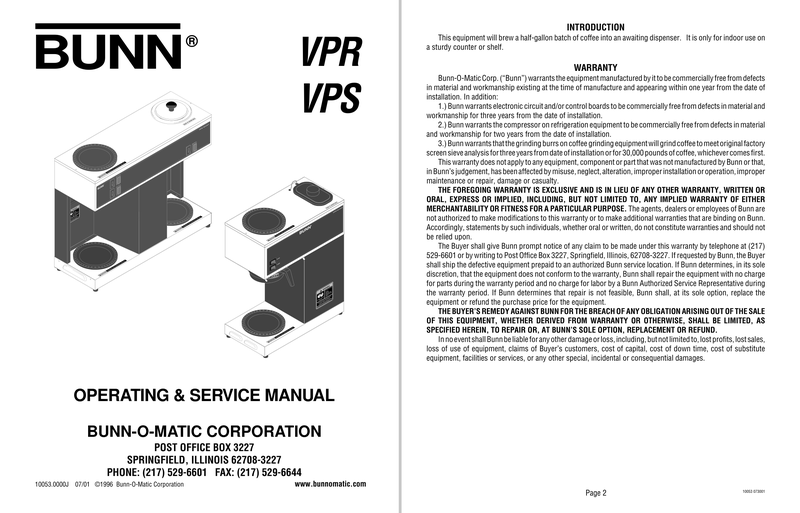 BUNN®
VPR
VPS
OPERATING & SERVICE MANUAL
BUNN-O-MATIC CORPORATION
POST OFFICE BOX 3227
SPRINGFIELD, ILLINOIS 62708-3227
PHONE: (217) 529-6601 FAX: (217) 529-6644
10053.0000J 07/01 ©1996 Bunn-O-Matic Corporation
www.bunnomatic.com
INTRODUCTION
This equipment will brew a half-gallon batch of coffee into an awaiting dispenser. It is only for indoor use on
a sturdy counter or shelf.
WARRANTY
Bunn-O-Matic Corp. (“Bunn”) warrants the equipment manufactured by it to be commercially free from defects
in material and workmanship existing at the time of manufacture and appearing within one year from the date of
installation. In addition:
1.) Bunn warrants electronic circuit and/or control boards to be commercially free from defects in material and
workmanship for three years from the date of installation.
2.) Bunn warrants the compressor on refrigeration equipment to be commercially free from defects in material
and workmanship for two years from the date of installation.
3.) Bunn warrants that the grinding burrs on coffee grinding equipment will grind coffee to meet original factory
screen sieve analysis for three years from date of installation or for 30,000 pounds of coffee, whichever comes first.
This warranty does not apply to any equipment, component or part that was not manufactured by Bunn or that,
in Bunn’s judgement, has been affected by misuse, neglect, alteration, improper installation or operation, improper
maintenance or repair, damage or casualty.
THE FOREGOING WARRANTY IS EXCLUSIVE AND IS IN LIEU OF ANY OTHER WARRANTY, WRITTEN OR
ORAL, EXPRESS OR IMPLIED, INCLUDING, BUT NOT LIMITED TO, ANY IMPLIED WARRANTY OF EITHER
MERCHANTABILITY OR FITNESS FOR A PARTICULAR PURPOSE. The agents, dealers or employees of Bunn are
not authorized to make modifications to this warranty or to make additional warranties that are binding on Bunn.
Accordingly, statements by such individuals, whether oral or written, do not constitute warranties and should not
be relied upon.
The Buyer shall give Bunn prompt notice of any claim to be made under this warranty by telephone at (217)
529-6601 or by writing to Post Office Box 3227, Springfield, Illinois, 62708-3227. If requested by Bunn, the Buyer
shall ship the defective equipment prepaid to an authorized Bunn service location. If Bunn determines, in its sole
discretion, that the equipment does not conform to the warranty, Bunn shall repair the equipment with no charge
for parts during the warranty period and no charge for labor by a Bunn Authorized Service Representative during
the warranty period. If Bunn determines that repair is not feasible, Bunn shall, at its sole option, replace the
equipment or refund the purchase price for the equipment.
THE BUYER’S REMEDY AGAINST BUNN FOR THE BREACH OF ANY OBLIGATION ARISING OUT OF THE SALE
OF THIS EQUIPMENT, WHETHER DERIVED FROM WARRANTY OR OTHERWISE, SHALL BE LIMITED, AS
SPECIFIED HEREIN, TO REPAIR OR, AT BUNN’S SOLE OPTION, REPLACEMENT OR REFUND.
In no event shall Bunn be liable for any other damage or loss, including, but not limited to, lost profits, lost sales,
loss of use of equipment, claims of Buyer’s customers, cost of capital, cost of down time, cost of substitute
equipment, facilities or services, or any other special, incidental or consequential damages.
Page 2
10053 073001